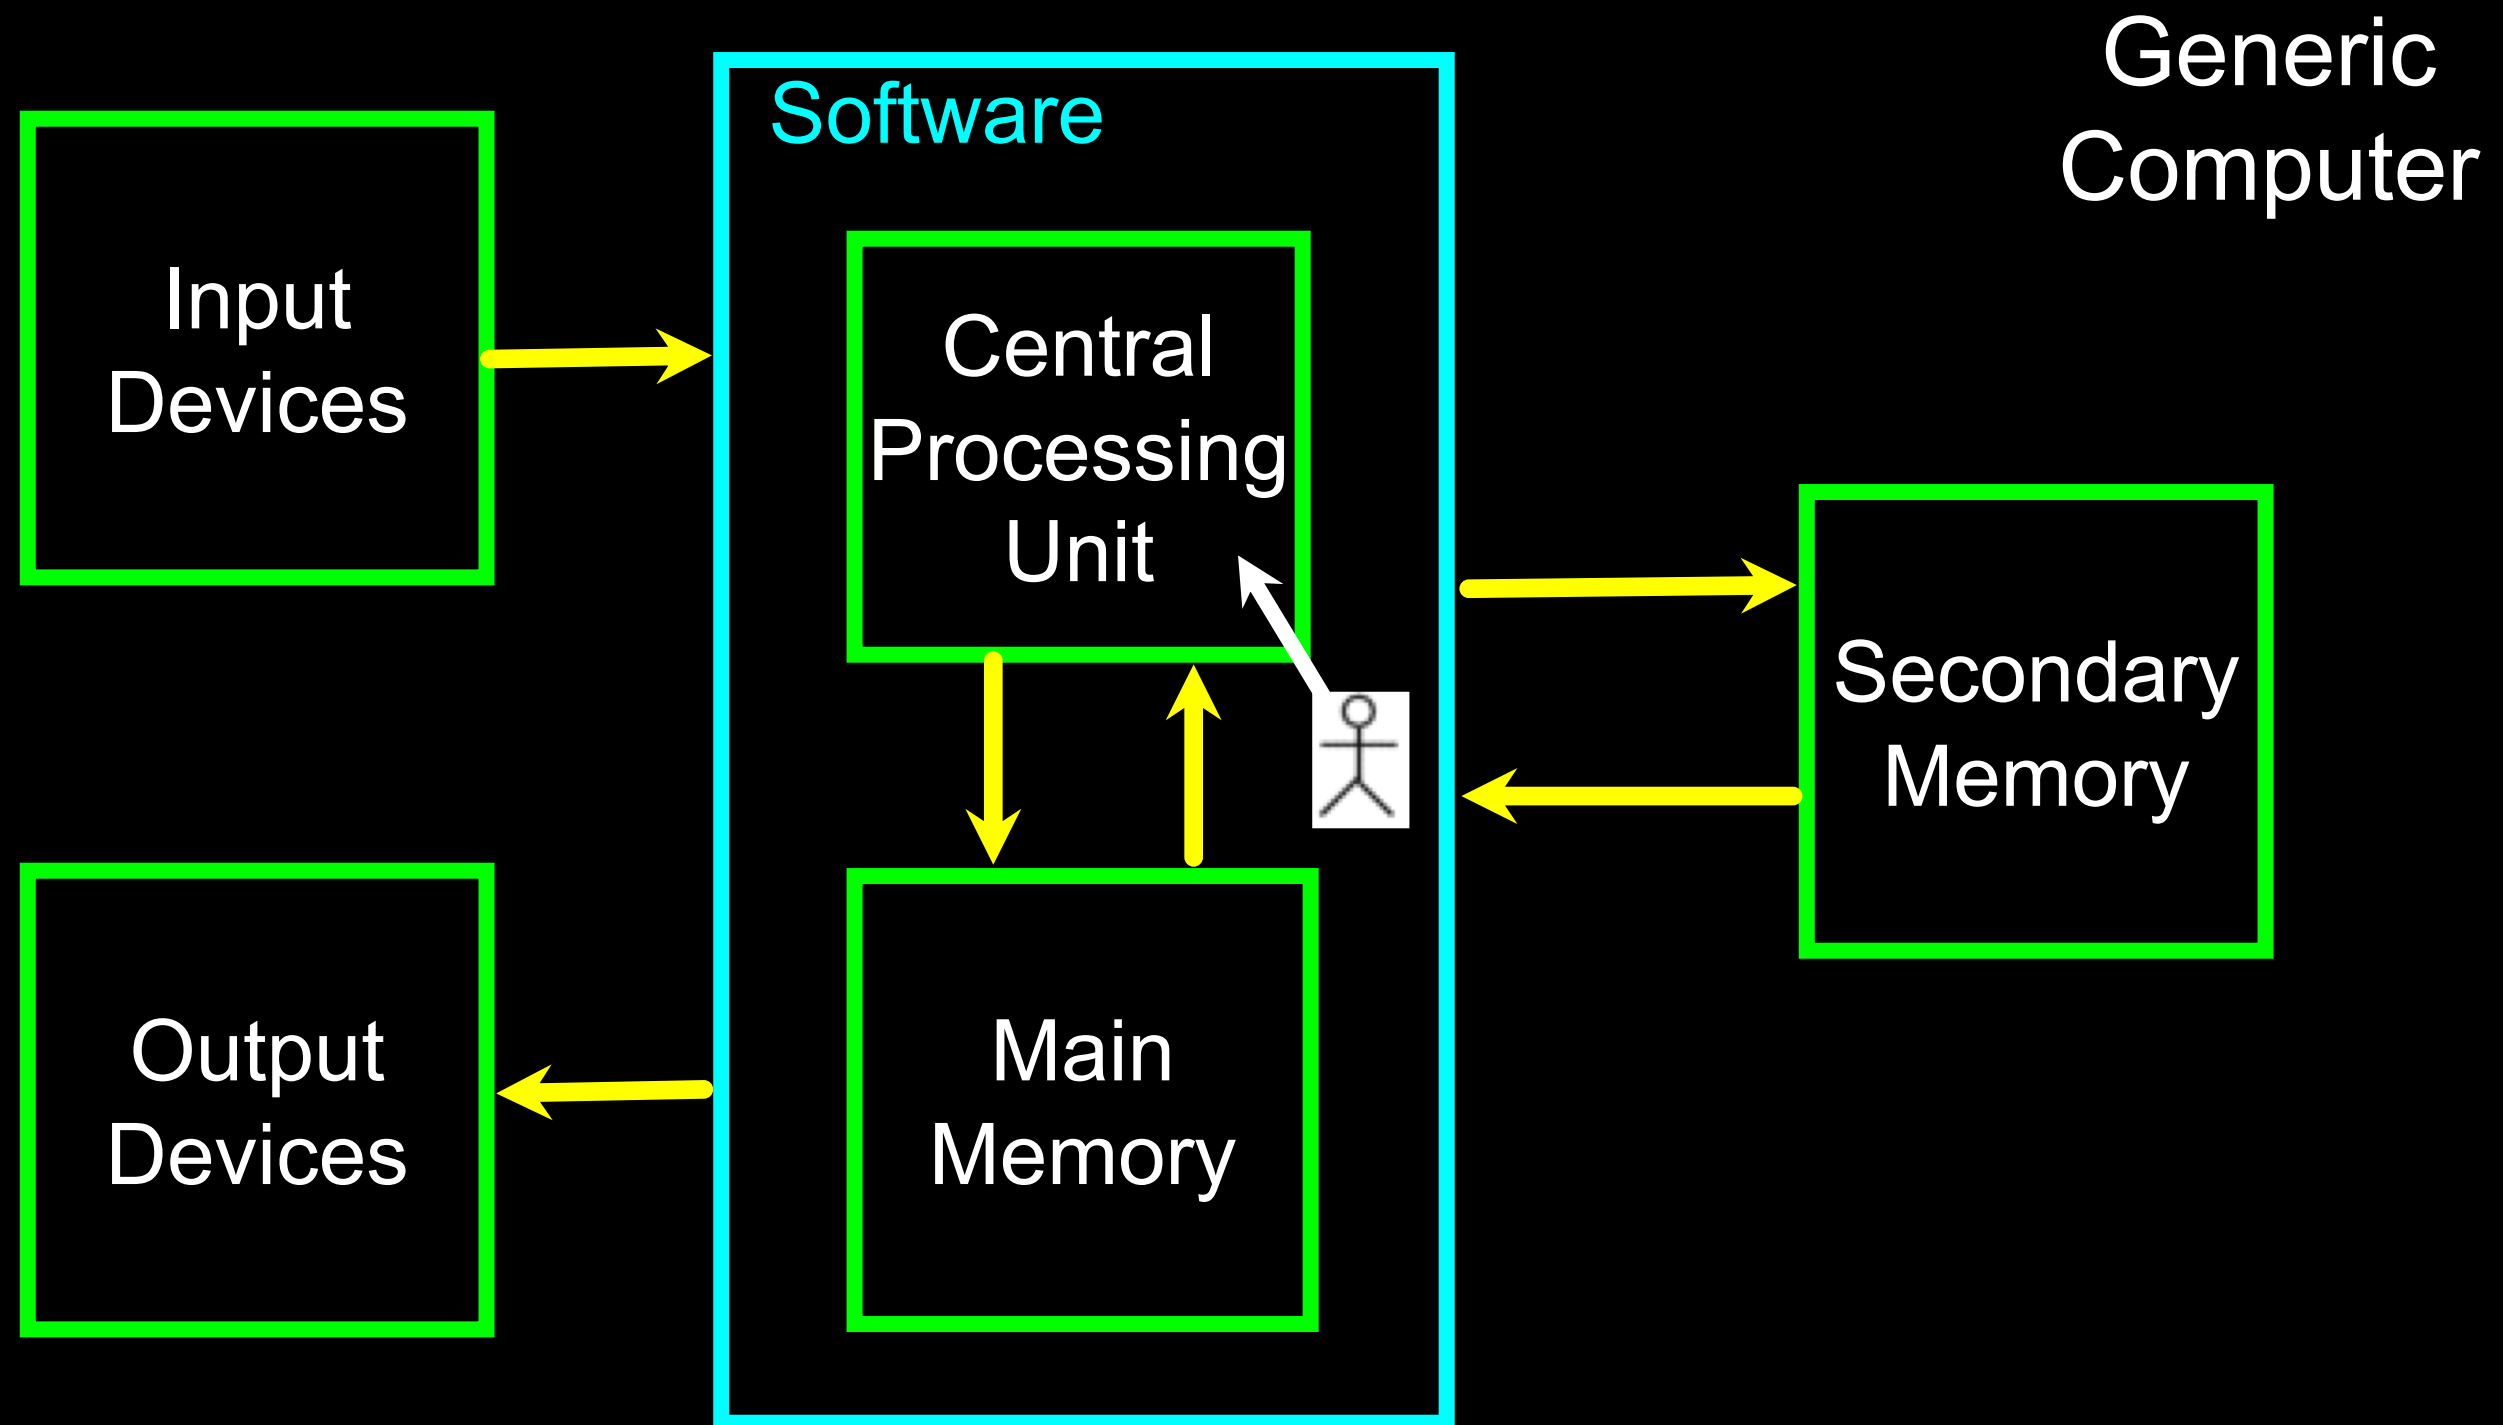 Generic
Computer
Software
Input
Devices
Central
Processing
Unit
Secondary
Memory
Output
Devices
Main
Memory